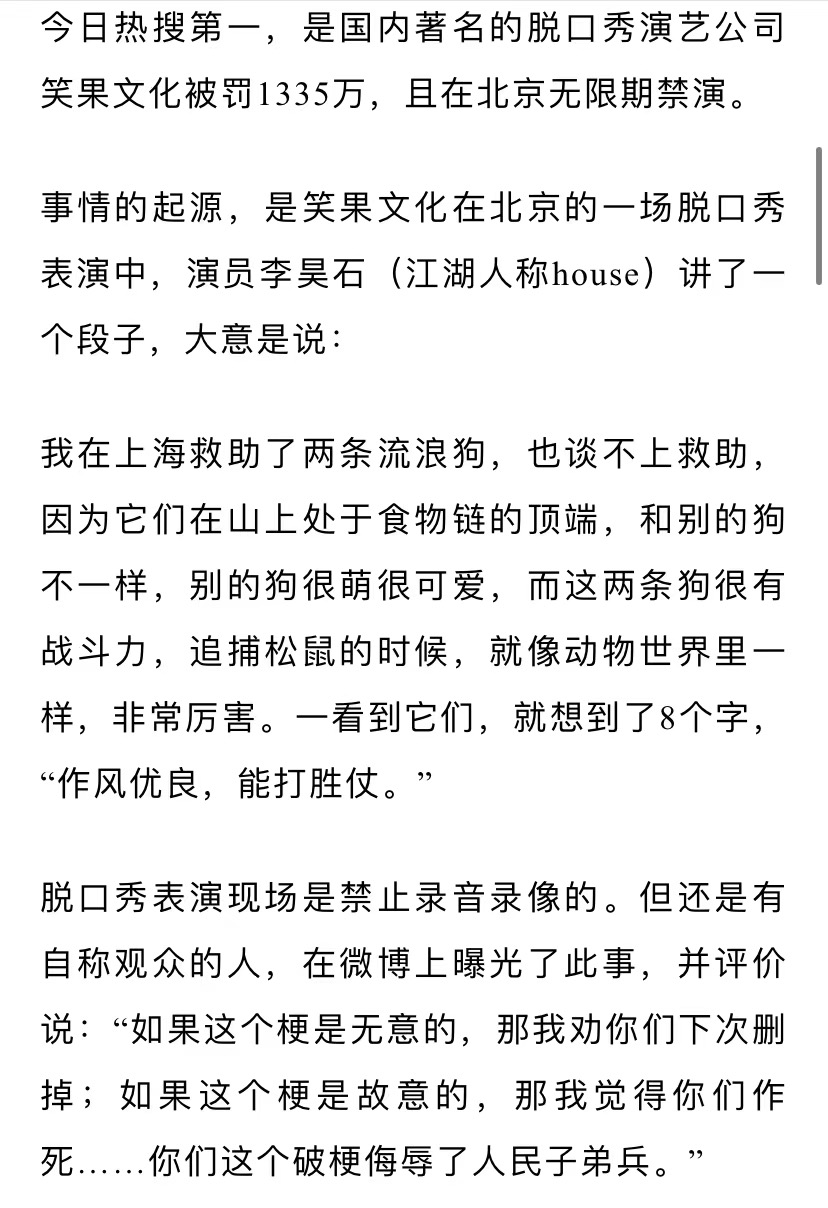 今日热搜第一，是国内著名的脱口秀演艺公司
笑果文化被罚1335万，且在北京无限期禁演。
事情的起源，是笑果文化在北京的一场脱口秀
表演中，演员李昊石（江湖人称house）讲了一
个段子，大意是说：
我在上海救助了两条流浪狗，也谈不上救助，
因为它们在山上处于食物链的顶端，和别的狗
不一样，别的狗很萌很可爱，而这两条狗很有
战斗力，追捕松鼠的时候，就像动物世界里一
样，非常厉害。一看到它们，就想到了8个字，
“作风优良，能打胜仗。”
脱口秀表演现场是禁止录音录像的。但还是有
自称观众的人，在微博上曝光了此事，并评价
说：“如果这个梗是无意的，那我劝你们下次删
掉；如果这个梗是故意的，那我觉得你们作
死……你们这个破梗侮辱了人民子弟兵。”